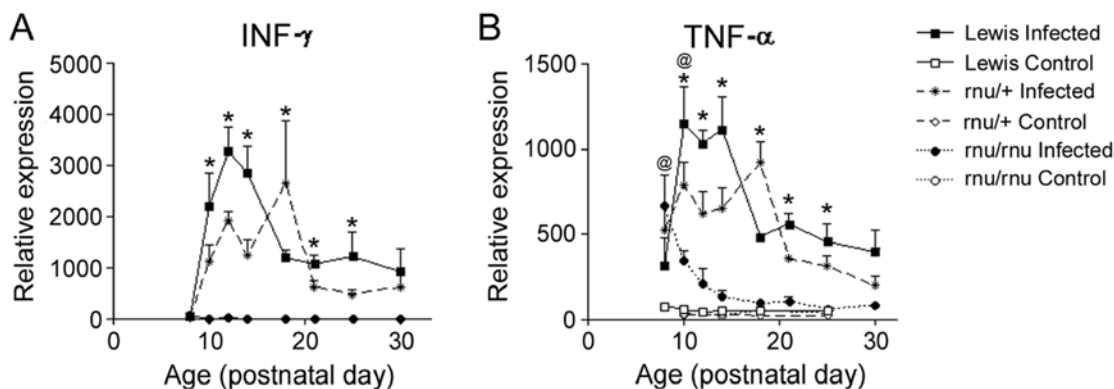 A
INF-γ
Relative expression
5000
4000
3000
2000
1000
0
* * * * * *
0 10 20 30
Age (postnatal day)
B
TNF-α
Relative expression
1500
1000
500
0
@ @ * * * * * *
0 10 20 30
Age (postnatal day)
Lewis Infected
Lewis Control
rnu/+ Infected
rnu/+ Control
rnu/rnu Infected
rnu/rnu Control